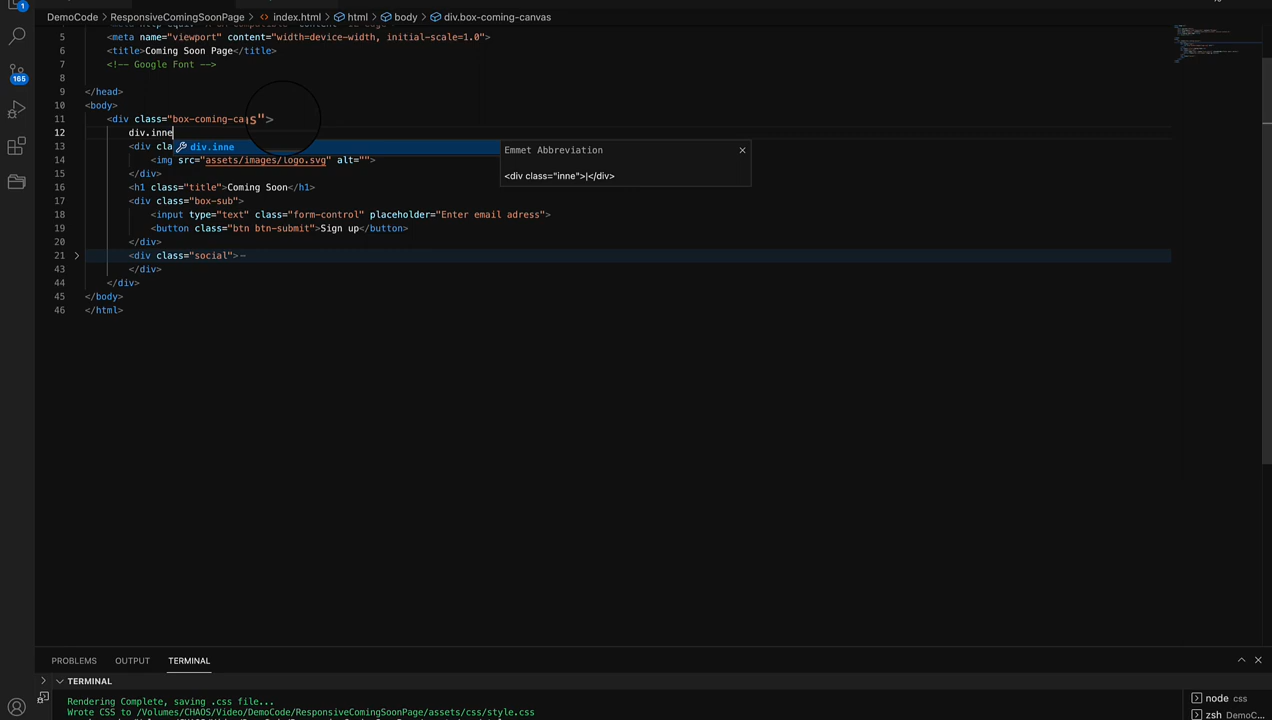 1
DemoCode > ResponsiveComingSoonPage > index.html > html > body > div.box-coming-canvas
5 <meta name="viewport" content="width=device-width, initial-scale=1.0">
6 <title>Coming Soon Page</title>
7 <!-- Google Font -->
165
8
9 </head>
10 <body>
11 <div class="box-coming-cans">
12 div.inne
13 <div cla
div.inne
Emmet Abbreviation
<div class="inne">|</div>
14 <img src="assets/images/logo.svg" alt="">
15 </div>
16 <h1 class="title">Coming Soon</h1>
17 <div class="box-sub">
18 <input type="text" class="form-control" placeholder="Enter email adress">
19 <button class="btn btn-submit">Sign up</button>
20 </div>
21 <div class="social">
43 </div>
44 </div>
45 </body>
46 </html>
PROBLEMS OUTPUT TERMINAL
TERMINAL
Rendering Complete, saving .css file...
Wrote CSS to /Volumes/CHAOS/Video/DemoCode/ResponsiveComingSoonPage/assets/css/style.css
node css
zsh DemoC...